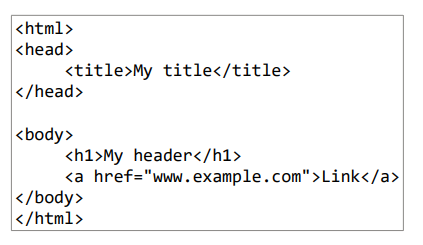 <html>
<head>
<title>My title</title>
</head>
<body>
<h1>My header</h1>
<a href="www.example.com">Link</a>
</body>
</html>